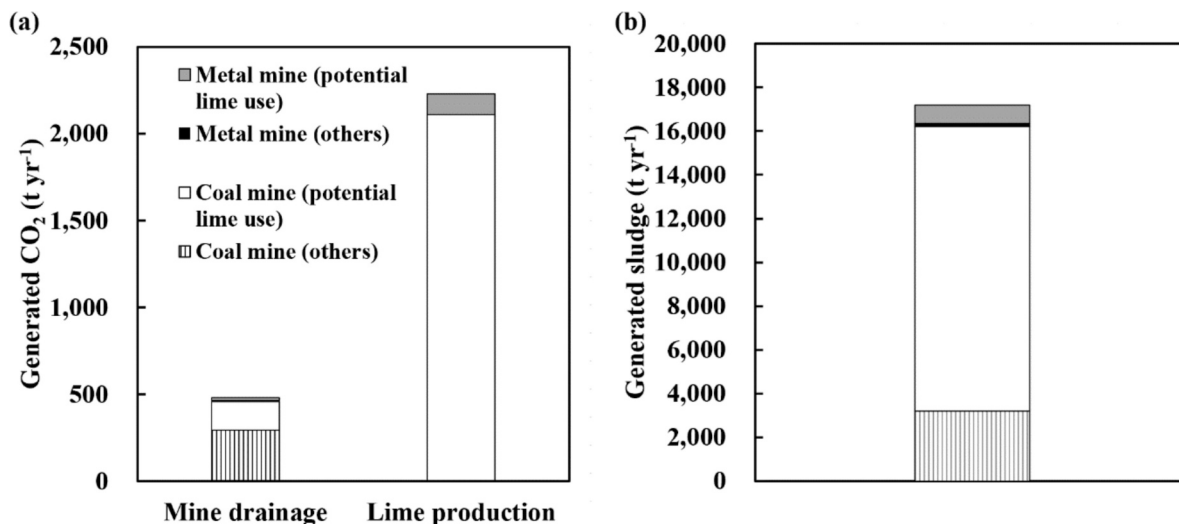 (a)
Generated CO2 (t yr-1)
2,500
2,000
1,500
1,000
500
0
Metal mine (potential
lime use)
Metal mine (others)
Coal mine (potential
lime use)
Coal mine (others)
Mine drainage
Lime production
(b)
Generated sludge (t yr-1)
20,000
18,000
16,000
14,000
12,000
10,000
8,000
6,000
4,000
2,000
0